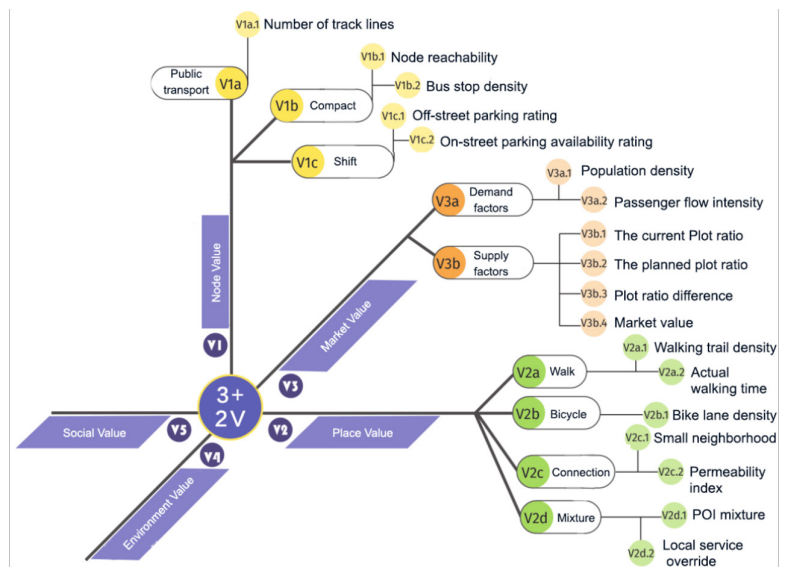 V1a.1 Number of track lines
Public
transport
V1a
V1b.1 Node reachability
V1b.2 Bus stop density
V1b Compact
V1c.1 Off-street parking rating
V1c.2 On-street parking availability rating
V1c Shift
Node Value
V1
V3a Demand
factors
V3a.1 Population density
V3a.2 Passenger flow intensity
V3b Supply
factors
V3b.1 The current Plot ratio
V3b.2 The planned plot ratio
V3b.3 Plot ratio difference
V3b.4 Market value
Market Value
V3
3+
2V
V2a Walk
V2a.1 Walking trail density
V2a.2 Actual
walking time
V2b Bicycle
V2b.1 Bike lane density
V2c Connection
V2c.1 Small neighborhood
V2c.2 Permeability
index
V2d Mixture
V2d.1 POI mixture
V2d.2 Local service
override
V2 Place Value
Social Value V5
V4
Environment Value